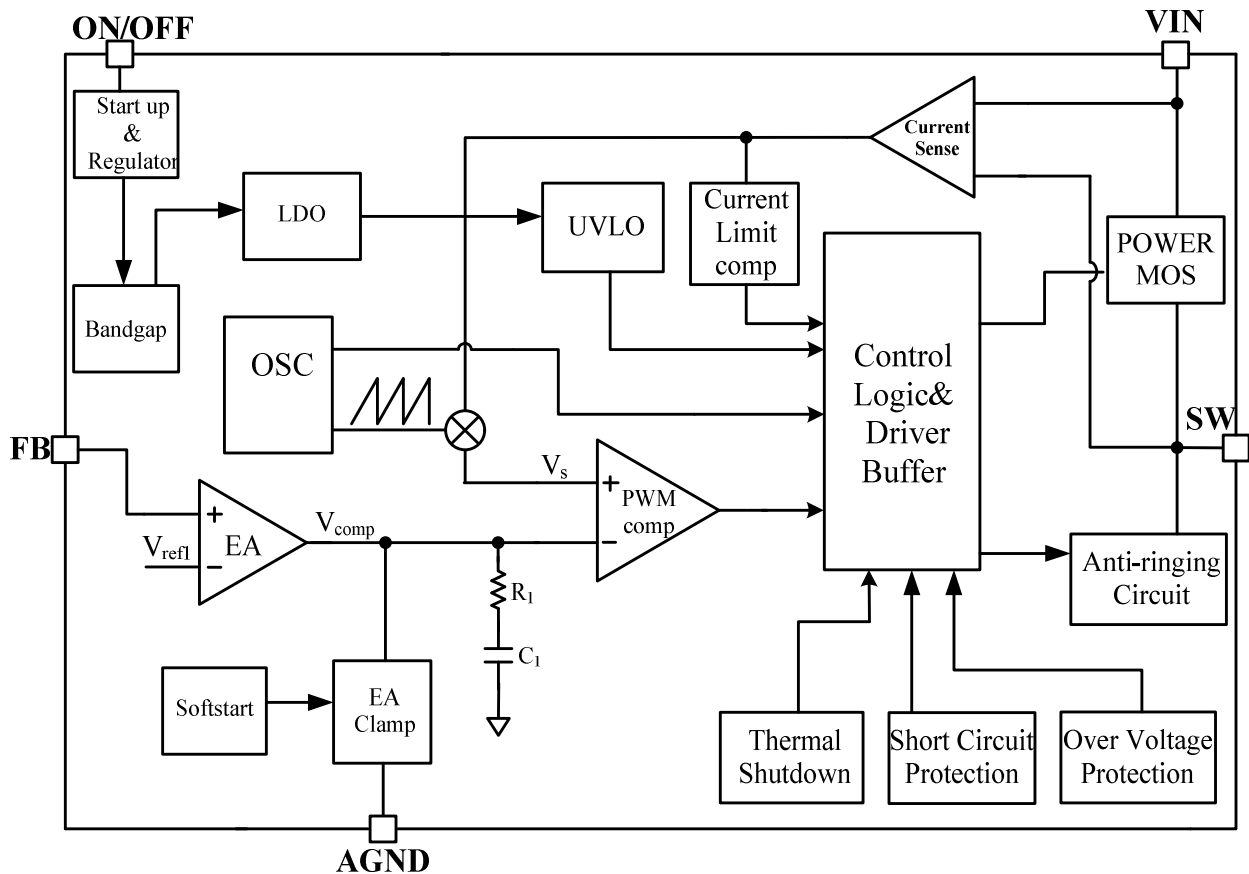 ON/OFF
VIN
Start up
&
Regulator
Current
Sense
LDO
UVLO
Current
Limit
comp
POWER
MOS
Bandgap
OSC
Control
Logic&
Driver
Buffer
FB
SW
Vs
+
PWM
comp
−
Vcomp
+
EA
Vref1
−
R1
C1
Anti-ringing
Circuit
Softstart
EA
Clamp
Thermal
Shutdown
Short Circuit
Protection
Over Voltage
Protection
AGND